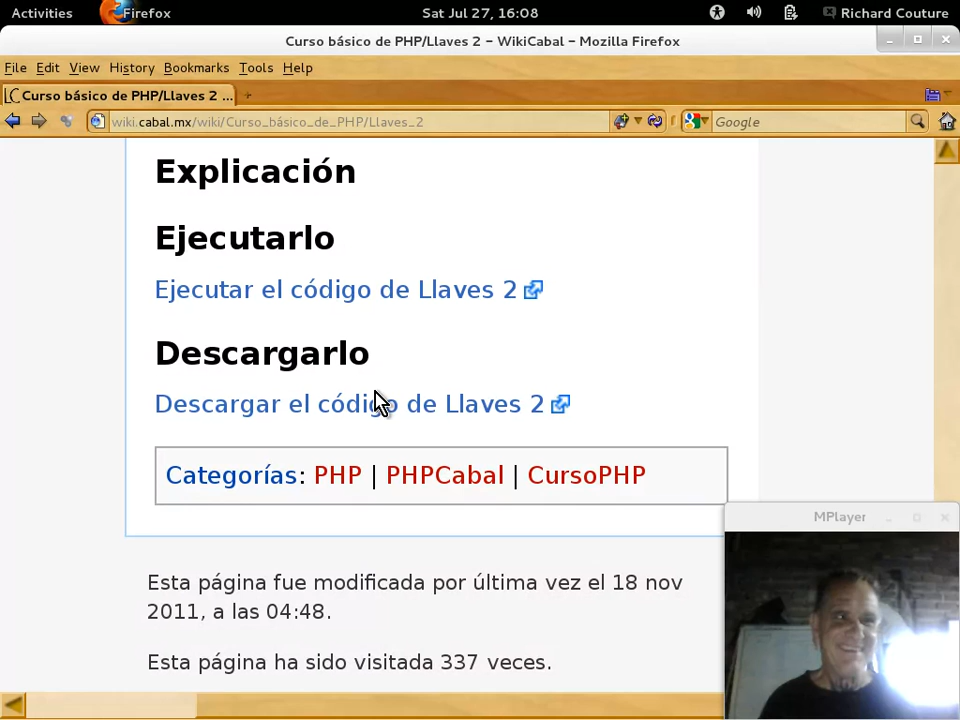 Activities Firefox Sat Jul 27, 16:08 Richard Couture
Curso básico de PHP/Llaves 2 - WikiCabal - Mozilla Firefox
File Edit View History Bookmarks Tools Help
Curso básico de PHP/Llaves 2 ... +
wiki.cabal.mx/wiki/Curso_básico_de_PHP/Llaves_2 Google
Explicación
Ejecutarlo
Ejecutar el código de Llaves 2
Descargarlo
Descargar el código de Llaves 2
Categorías: PHP | PHPCabal | CursoPHP
MPlayer
Esta página fue modificada por última vez el 18 nov
2011, a las 04:48.
Esta página ha sido visitada 337 veces.